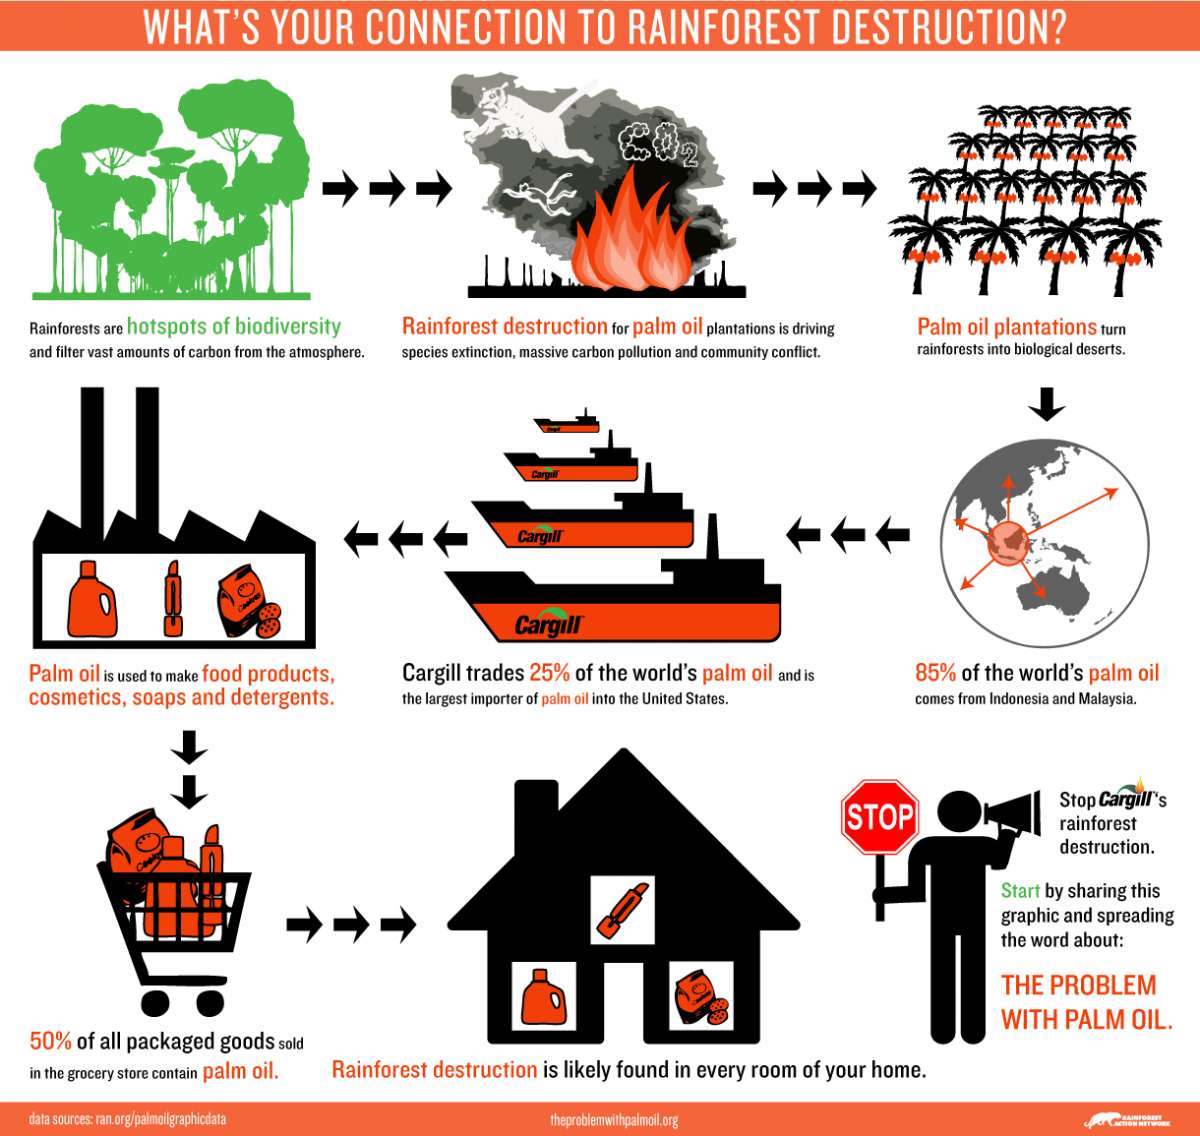 WHAT'S YOUR CONNECTION TO RAINFOREST DESTRUCTION?
CO2
Rainforests are hotspots of biodiversity
and filter vast amounts of carbon from the atmosphere.
Rainforest destruction for palm oil plantations is driving
species extinction, massive carbon pollution and community conflict.
Palm oil plantations turn
rainforests into biological deserts.
Cargill
Cargill
Cargill
Cargill
Cookies
Palm oil is used to make food products,
cosmetics, soaps and detergents.
Cargill trades 25% of the world's palm oil and is
the largest importer of palm oil into the United States.
85% of the world's palm oil
comes from Indonesia and Malaysia.
STOP
Stop Cargill's
rainforest
destruction.
Start by sharing this
graphic and spreading
the word about:
THE PROBLEM
WITH PALM OIL.
50% of all packaged goods sold
in the grocery store contain palm oil.
Rainforest destruction is likely found in every room of your home.
data sources: ran.org/palmoilgraphicdata
theproblemwithpalmoil.org
RAINFOREST
ACTION NETWORK